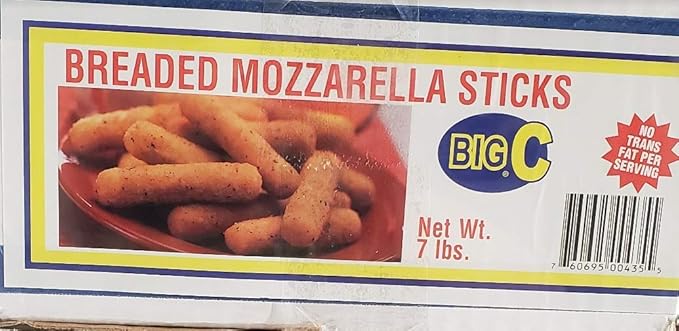 BREADED MOZZARELLA STICKS
BIG C
NO
TRANS
FAT PER
SERVING
Net Wt.
7 lbs.
7 60695 00435 5